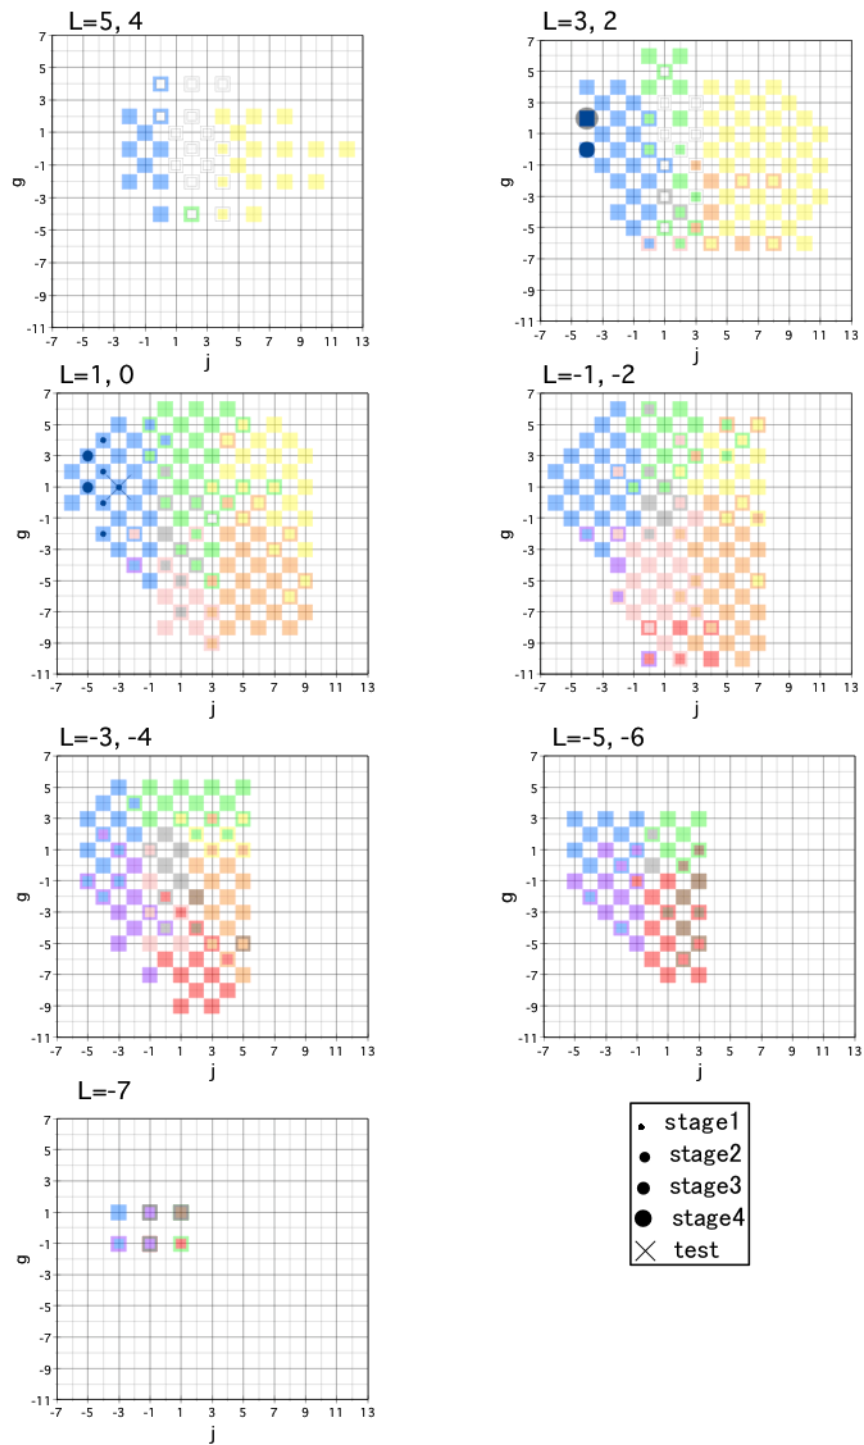 L=5, 4
7
5
3
1
-1
-3
-5
-7
-9
-11
g
-7 -5 -3 -1 1 3 5 7 9 11 13
j
L=3, 2
7
5
3
1
-1
-3
-5
-7
-9
-11
g
-7 -5 -3 -1 1 3 5 7 9 11 13
j
L=1, 0
7
5
3
1
-1
-3
-5
-7
-9
-11
g
-7 -5 -3 -1 1 3 5 7 9 11 13
j
L=-1, -2
7
5
3
1
-1
-3
-5
-7
-9
-11
g
-7 -5 -3 -1 1 3 5 7 9 11 13
j
L=-3, -4
7
5
3
1
-1
-3
-5
-7
-9
-11
g
-7 -5 -3 -1 1 3 5 7 9 11 13
j
L=-5, -6
7
5
3
1
-1
-3
-5
-7
-9
-11
g
-7 -5 -3 -1 1 3 5 7 9 11 13
j
L=-7
7
5
3
1
-1
-3
-5
-7
-9
-11
g
-7 -5 -3 -1 1 3 5 7 9 11 13
j
stage1
stage2
stage3
stage4
test